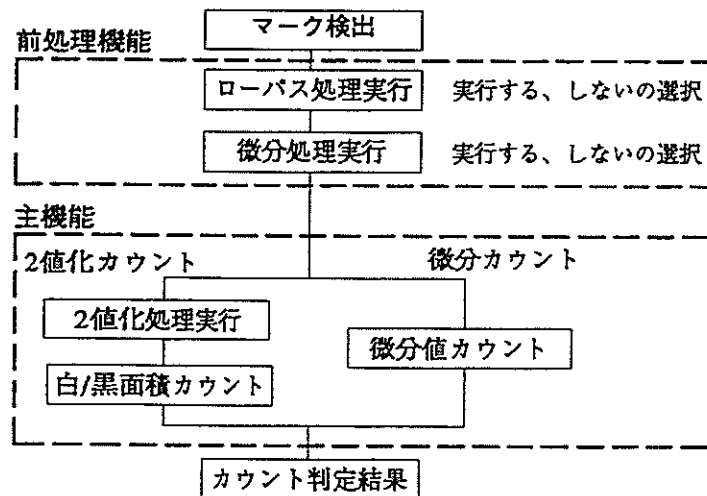 マーク検出
前処理機能
ローパス処理実行 実行する、しないの選択
微分処理実行 実行する、しないの選択
主機能
2値化カウント 微分カウント
2値化処理実行
微分値カウント
白/黒面積カウント
カウント判定結果